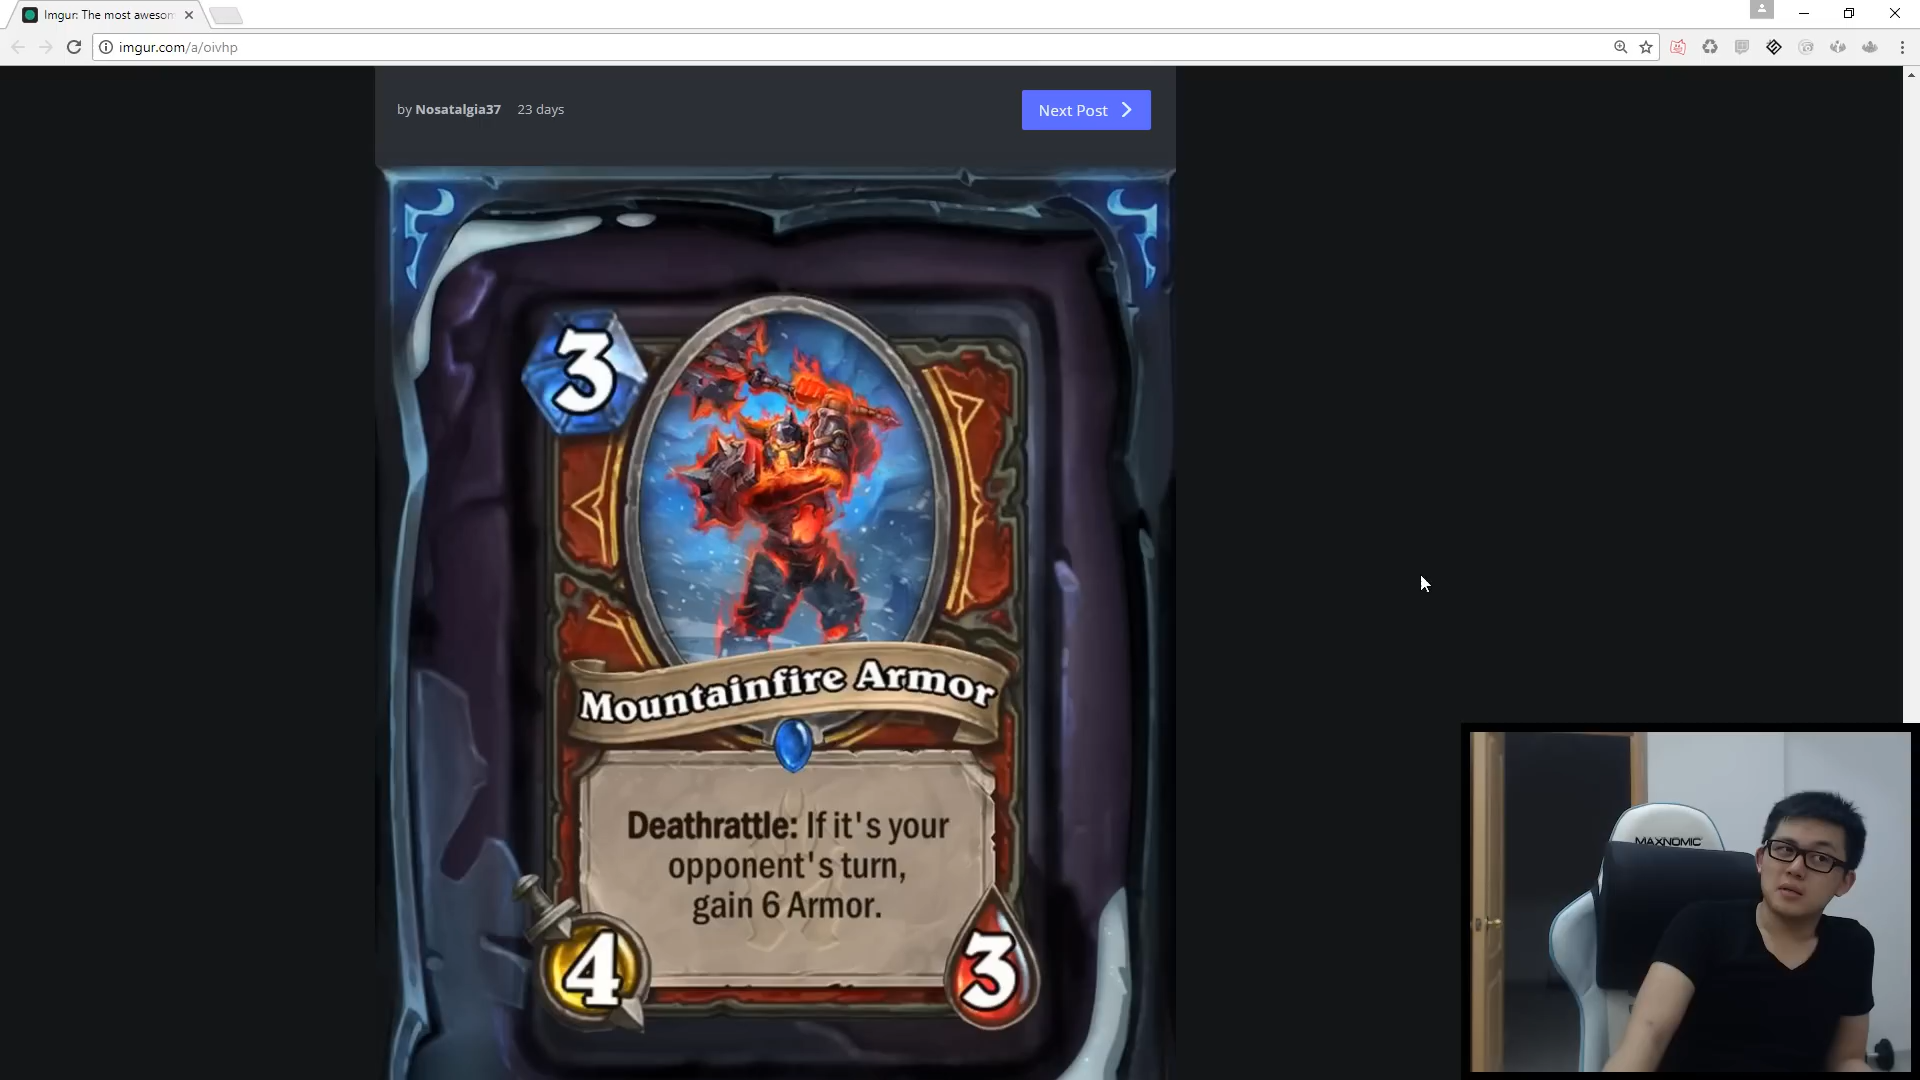 Imgur: The most awesom
imgur.com/a/oivhp
by Nosatalgia37 23 days
Next Post
3
Mountainfire Armor
Deathrattle: If it's your
opponent's turn,
gain 6 Armor.
4
3
MAXNOMIC